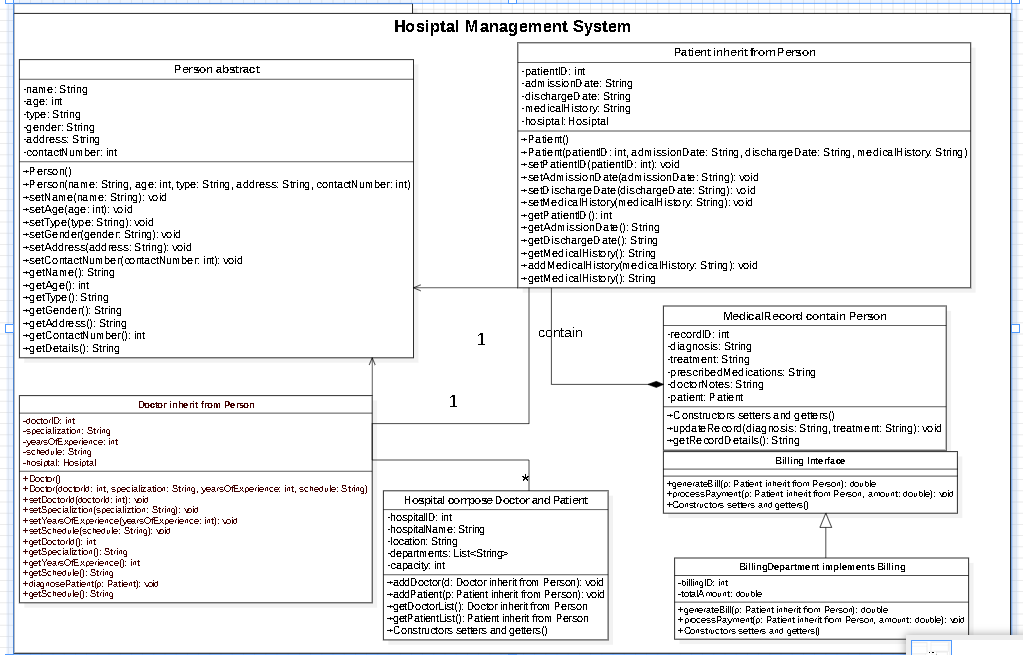 Hosiptal Management System
Person abstract
-name: String
-age: int
-type: String
-gender: String
-address: String
-contactNumber: int
+Person()
+Person(name: String, age: int, type: String, address: String, contactNumber: int)
+setName(name: String): void
+setAge(age: int): void
+setType(type: String): void
+setGender(gender: String): void
+setAddress(address: String): void
+setContactNumber(contactNumber: int): void
+getName(): String
+getAge(): int
+getType(): String
+getGender(): String
+getAddress(): String
+getContactNumber(): int
+getDetails(): String
Patient inherit from Person
-patientID: int
-admissionDate: String
-dischargeDate: String
-medicalHistory: String
-hosiptal: Hosiptal
+Patient()
+Patient(patientID: int, admissionDate: String, dischargeDate: String, medicalHistory: String)
+setPatientID(patientID: int): void
+setAdmissionDate(admissionDate: String): void
+setDischargeDate(dischargeDate: String): void
+setMedicalHistory(medicalHistory: String): void
+getPatientID(): int
+getAdmissionDate(): String
+getDischargeDate(): String
+getMedicalHistory(): String
+addMedicalHistory(medicalHistory: String): void
+getMedicalHistory(): String
1
contain
1
*
MedicalRecord contain Person
-recordID: int
-diagnosis: String
-treatment: String
-prescribedMedications: String
-doctorNotes: String
-patient: Patient
+Constructors setters and getters()
+updateRecord(diagnosis: String, treatment: String): void
+getRecordDetails(): String
Doctor inherit from Person
-doctorID: int
-specialization: String
-yearsOfExperience: int
-schedule: String
-hosiptal: Hosiptal
+Doctor()
+Doctor(doctorId: int, specialization: String, yearsOfExperience: int, schedule: String)
+setDoctorId(doctorId: int): void
+setSpecializtion(specializtion: String): void
+setYearsOfExperience(yearsOfExperience: int): void
+setSchedule(schedule: String): void
+getDoctorId(): int
+getSpecializtion(): String
+getYearsOfExperience(): int
+getSchedule(): String
+diagnosePatient(p: Patient): void
+getSchedule(): String
Hospital compose Doctor and Patient
-hospitalID: int
-hospitalName: String
-location: String
-departments: List<String>
-capacity: int
+addDoctor(d: Doctor inherit from Person): void
+addPatient(p: Patient inherit from Person): void
+getDoctorList(): Doctor inherit from Person
+getPatientList(): Patient inherit from Person
+Constructors setters and getters()
Billing Interface
+generateBill(p: Patient inherit from Person): double
+processPayment(p: Patient inherit from Person, amount: double): void
+Constructors setters and getters()
BillingDepartment implements Billing
-billingID: int
-totalAmount: double
+generateBill(p: Patient inherit from Person): double
+processPayment(p: Patient inherit from Person, amount: double): void
+Constructors setters and getters()